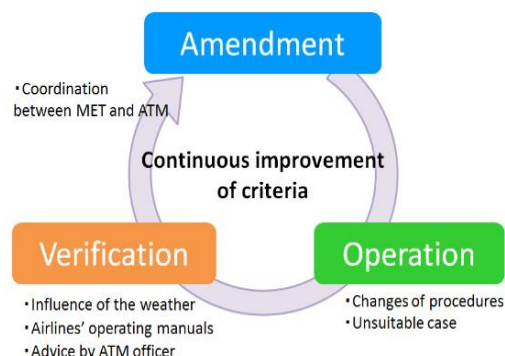 Amendment
・Coordination
between MET and ATM
Continuous improvement
of criteria
Verification
Operation
・Influence of the weather
・Airlines' operating manuals
・Advice by ATM officer
・Changes of procedures
・Unsuitable case